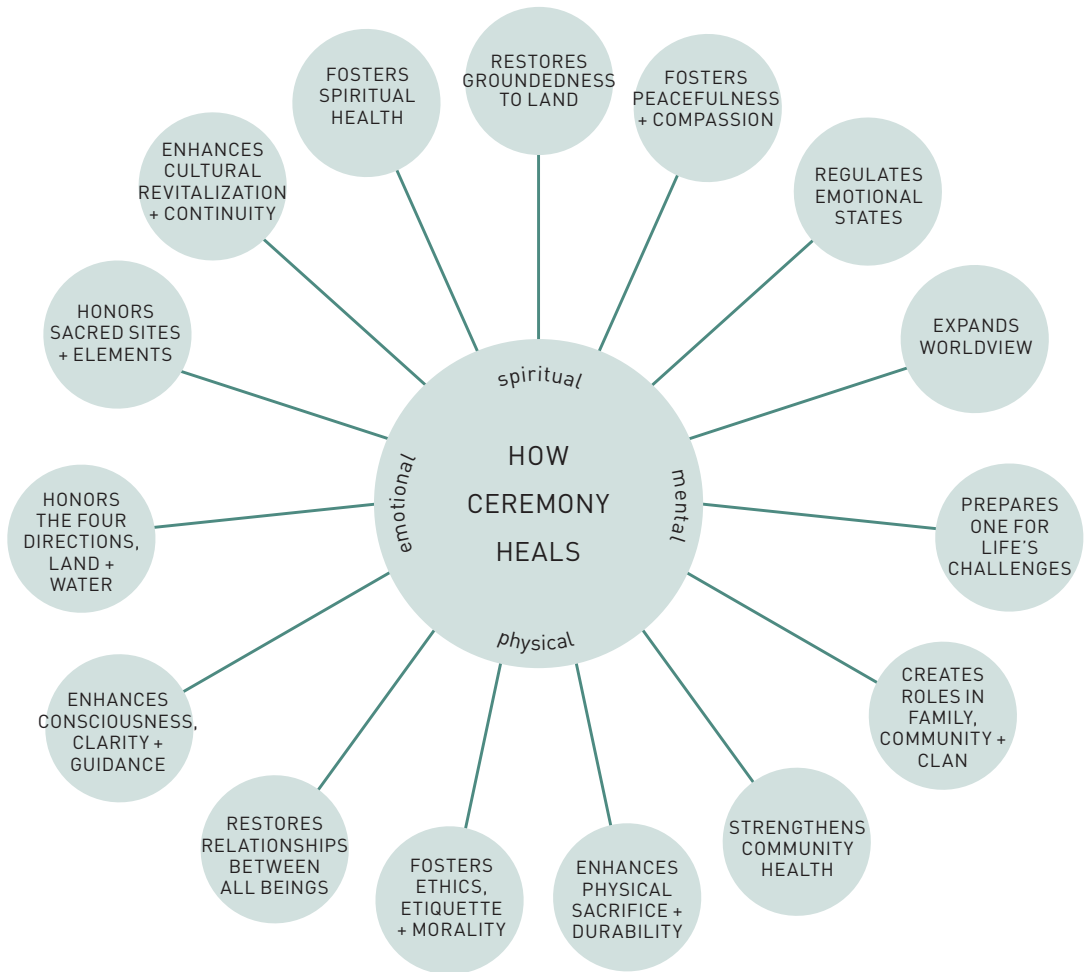 RESTORES
GROUNDEDNESS
TO LAND
FOSTERS
PEACEFULNESS
+ COMPASSION
REGULATES
EMOTIONAL
STATES
EXPANDS
WORLDVIEW
PREPARES
ONE FOR
LIFE'S
CHALLENGES
CREATES
ROLES IN
FAMILY,
COMMUNITY +
CLAN
STRENGTHENS
COMMUNITY
HEALTH
ENHANCES
PHYSICAL
SACRIFICE +
DURABILITY
FOSTERS
ETHICS,
ETIQUETTE
+ MORALITY
RESTORES
RELATIONSHIPS
BETWEEN
ALL BEINGS
ENHANCES
CONSCIOUSNESS,
CLARITY +
GUIDANCE
HONORS
THE FOUR
DIRECTIONS,
LAND +
WATER
HONORS
SACRED SITES
+ ELEMENTS
ENHANCES
CULTURAL
REVITALIZATION
+ CONTINUITY
FOSTERS
SPIRITUAL
HEALTH
spiritual
mental
physical
emotional
HOW
CEREMONY
HEALS